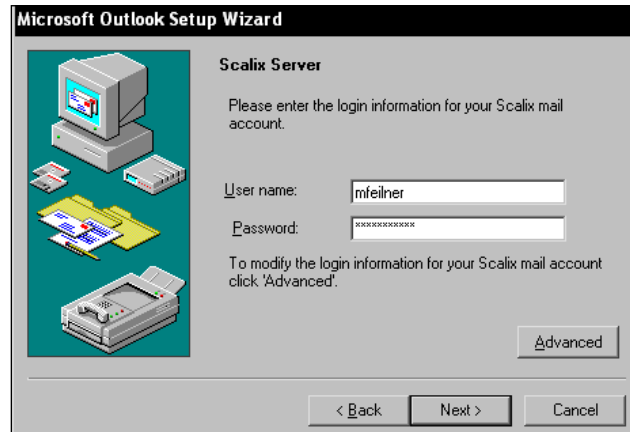 Microsoft Outlook Setup Wizard
Scalix Server
Please enter the login information for your Scalix mail
account.
User name:
mfeilner
Password:
***********
To modify the login information for your Scalix mail account
click 'Advanced'.
Advanced
< Back
Next >
Cancel